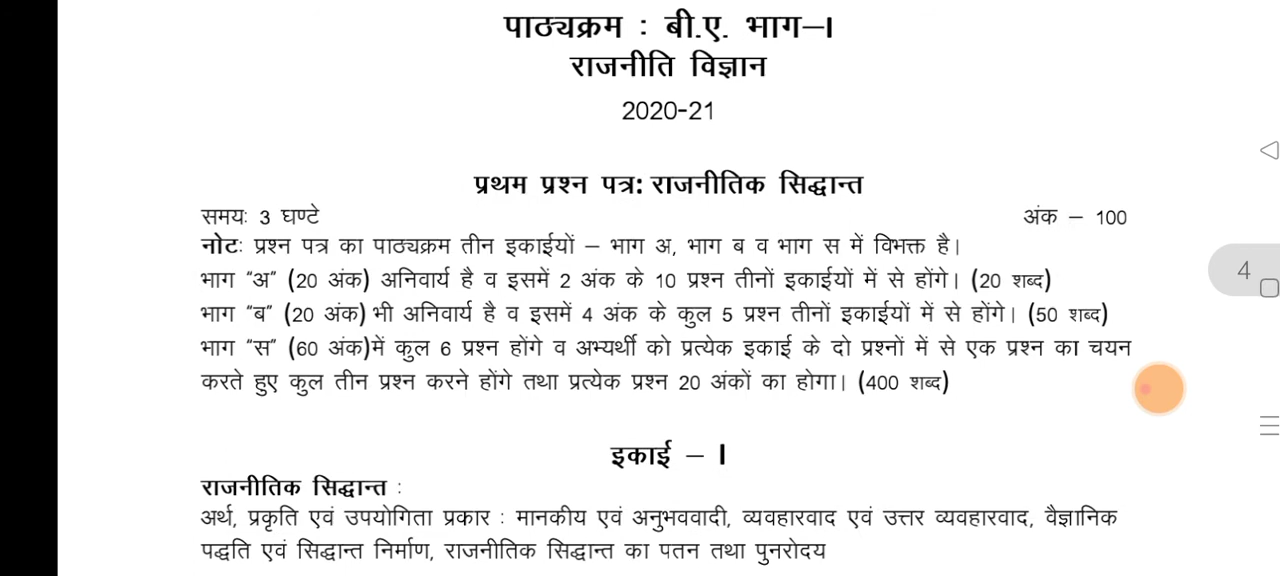 पाठ्यक्रम : बी.ए. भाग–I
राजनीति विज्ञान
2020-21
प्रथम प्रश्न पत्र: राजनीतिक सिद्धान्त
समयः 3 घण्टे अंक – 100
नोटः प्रश्न पत्र का पाठ्यक्रम तीन इकाईयों – भाग अ, भाग ब व भाग स में विभक्त है।
भाग "अ" (20 अंक) अनिवार्य है व इसमें 2 अंक के 10 प्रश्न तीनों इकाईयों में से होंगे। (20 शब्द)
भाग "ब" (20 अंक) भी अनिवार्य है व इसमें 4 अंक के कुल 5 प्रश्न तीनों इकाईयों में से होंगे। (50 शब्द)
भाग "स" (60 अंक)में कुल 6 प्रश्न होंगे व अभ्यर्थी को प्रत्येक इकाई के दो प्रश्नों में से एक प्रश्न का चयन
करते हुए कुल तीन प्रश्न करने होंगे तथा प्रत्येक प्रश्न 20 अंकों का होगा। (400 शब्द)
4
इकाई – I
राजनीतिक सिद्धान्त :
अर्थ, प्रकृति एवं उपयोगिता प्रकार : मानकीय एवं अनुभववादी, व्यवहारवाद एवं उत्तर व्यवहारवाद, वैज्ञानिक
पद्धति एवं सिद्धान्त निर्माण, राजनीतिक सिद्धान्त का पतन तथा पुनरोदय